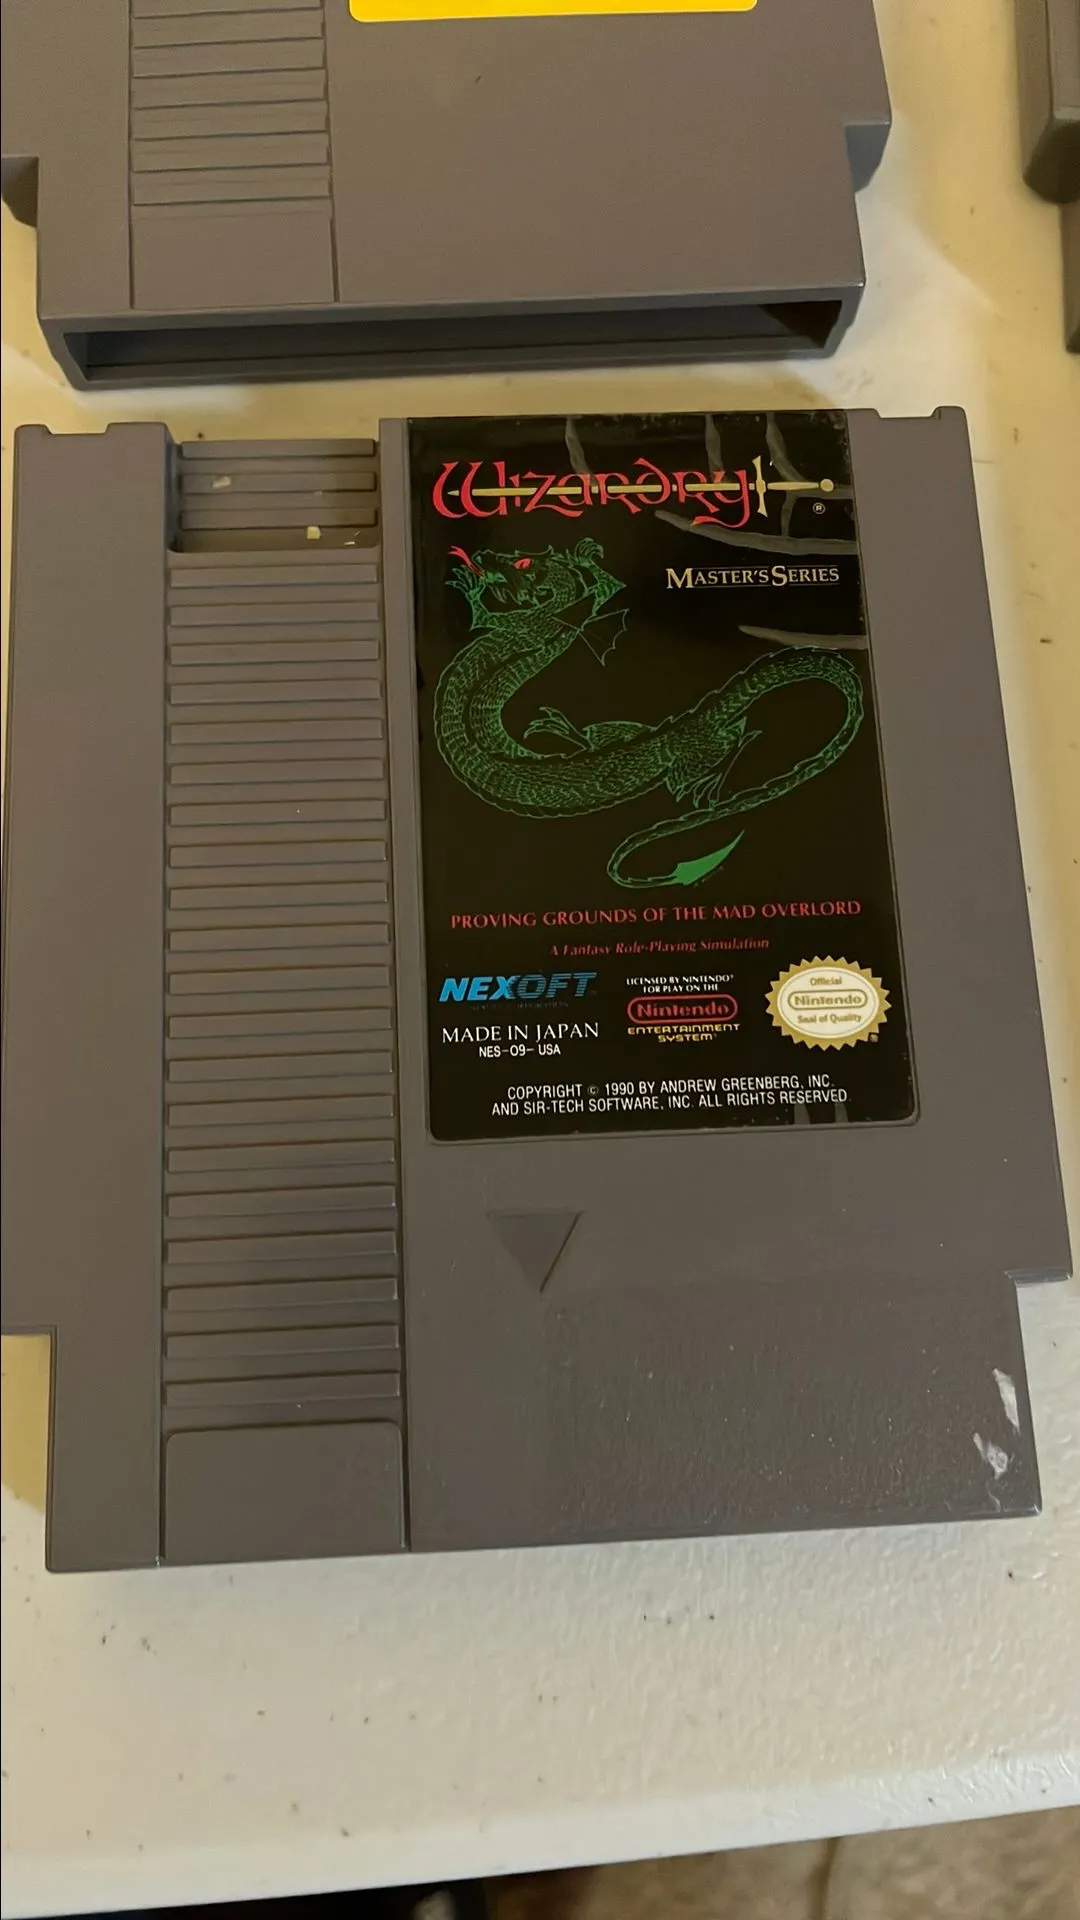 Wizardry ®
MASTER'S SERIES
PROVING GROUNDS OF THE MAD OVERLORD
A Fantasy Role-Playing Simulation
NEXOFT™
LICENSED BY NINTENDO®
FOR PLAY ON THE
Nintendo
ENTERTAINMENT
SYSTEM®
Official
Nintendo
Seal of Quality
®
MADE IN JAPAN
NES-09-USA
COPYRIGHT © 1990 BY ANDREW GREENBERG, INC.
AND SIR-TECH SOFTWARE, INC. ALL RIGHTS RESERVED.